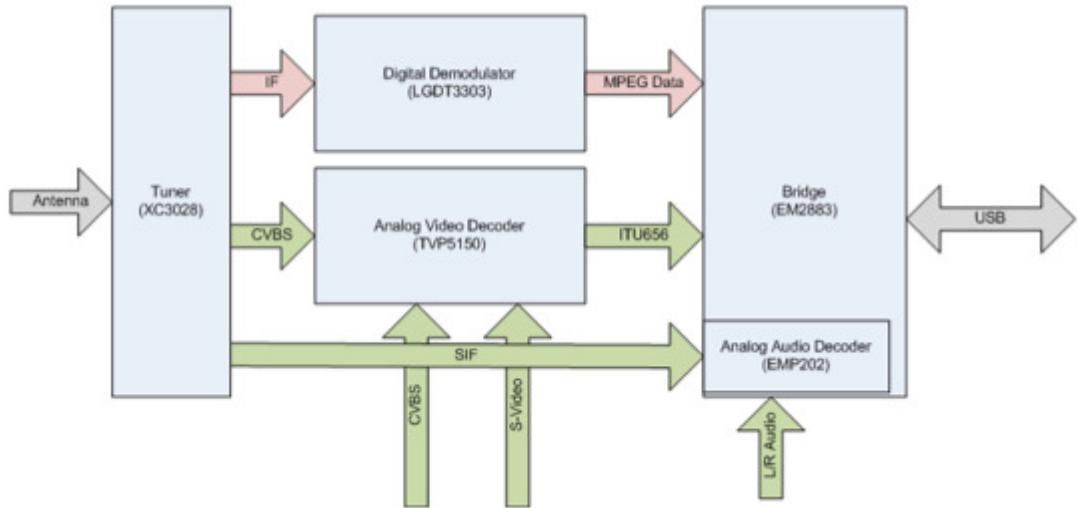 Antenna
Tuner
(XC3028)
IF
Digital Demodulator
(LGDT3303)
MPEG Data
CVBS
Analog Video Decoder
(TVP5150)
ITU656
Bridge
(EM2883)
USB
SIF
Analog Audio Decoder
(EMP202)
CVBS
S-Video
L/R Audio